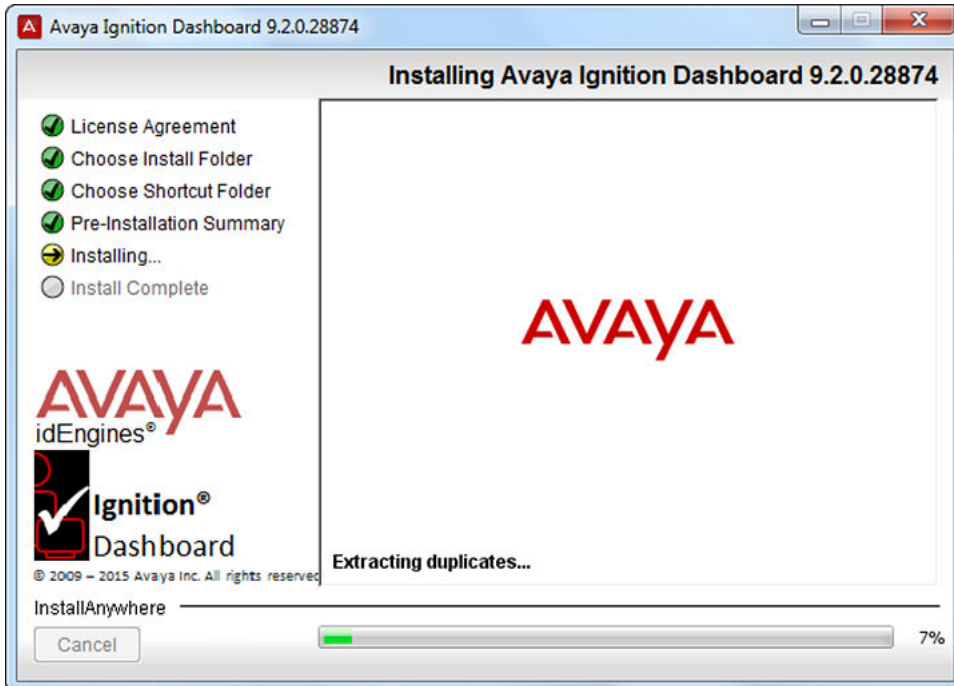 Avaya Ignition Dashboard 9.2.0.28874
Installing Avaya Ignition Dashboard 9.2.0.28874
License Agreement
Choose Install Folder
Choose Shortcut Folder
Pre-Installation Summary
Installing...
Install Complete
AVAYA
idEngines®
Ignition®
Dashboard
© 2009 – 2015 Avaya Inc. All rights reserved
AVAYA
Extracting duplicates...
InstallAnywhere
Cancel
7%